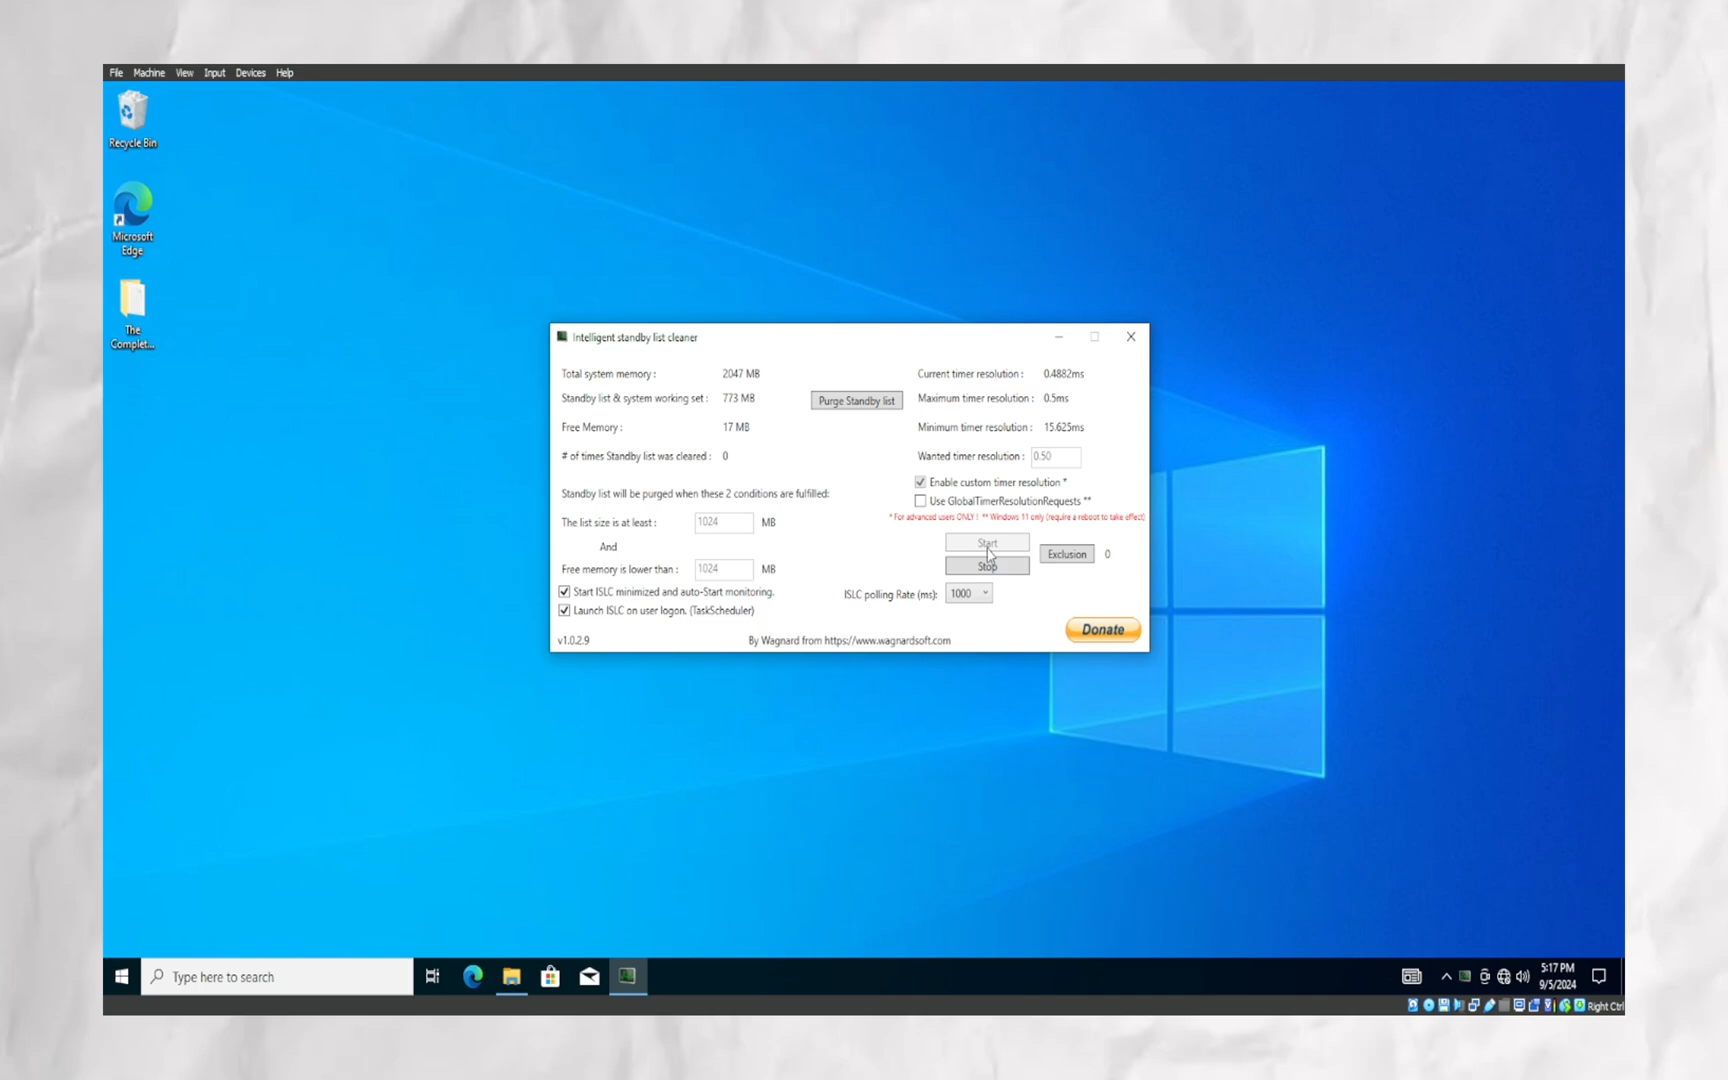 File Machine View Input Devices Help
Recycle Bin
Microsoft
Edge
The
Complet...
Intelligent standby list cleaner
Total system memory : 2047 MB
Standby list & system working set : 773 MB
Purge Standby list
Free Memory : 17 MB
# of times Standby list was cleared : 0
Standby list will be purged when these 2 conditions are fulfilled:
The list size is at least : 1024 MB
And
Free memory is lower than : 1024 MB
Start ISLC minimized and auto-Start monitoring.
Launch ISLC on user logon. (TaskScheduler)
v1.0.2.9
By Wagnard from https://www.wagnardsoft.com
Current timer resolution : 0.4882ms
Maximum timer resolution : 0.5ms
Minimum timer resolution : 15.625ms
Wanted timer resolution : 0.50
Enable custom timer resolution *
Use GlobalTimerResolutionRequests **
* For advanced users ONLY ! ** Windows 11 only (require a reboot to take effect)
Start
Stop
Exclusion 0
ISLC polling Rate (ms): 1000
Donate
Type here to search
5:17 PM
9/5/2024
Right Ctrl